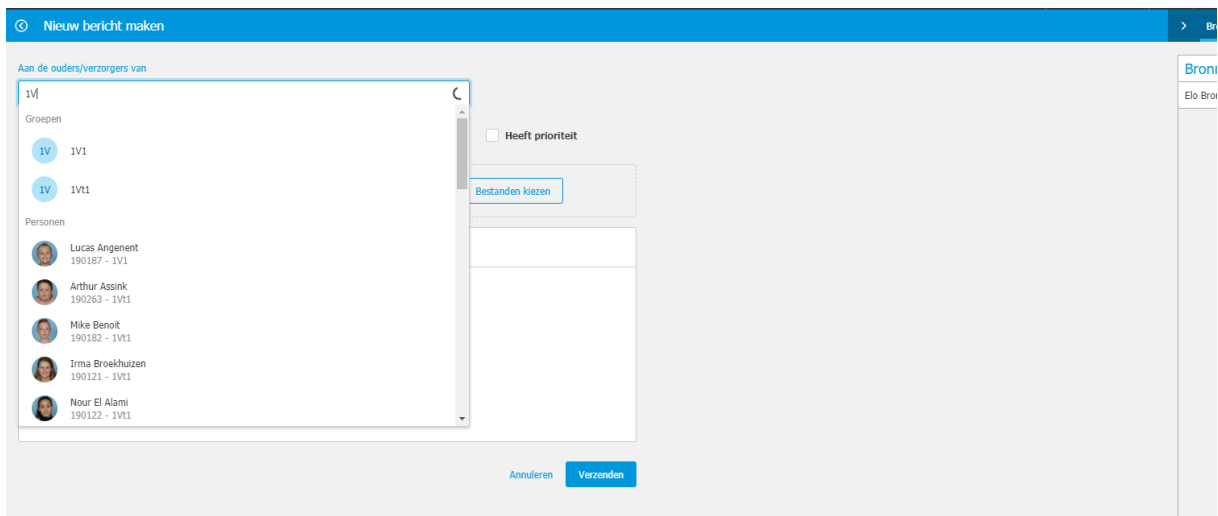 Nieuw bericht maken
Aan de ouders/verzorgers van
1V
Groepen
1V 1V1
1V 1Vt1
Personen
Lucas Angenent
190187 - 1V1
Arthur Assink
190263 - 1Vt1
Mike Benoit
190182 - 1Vt1
Irma Broekhuizen
190121 - 1Vt1
Nour El Alami
190122 - 1Vt1
Heeft prioriteit
Bestanden kiezen
Annuleren Verzenden
Elo